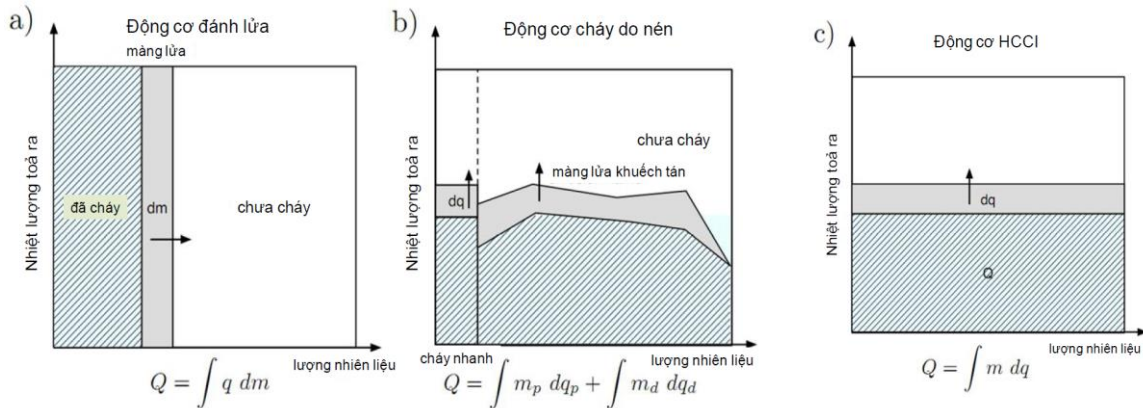 a)
Động cơ đánh lửa
màng lửa
Nhiệt lượng toả ra
đã cháy
dm
chưa cháy
lượng nhiên liệu
Q = ∫ q dm
b)
Động cơ cháy do nén
Nhiệt lượng toả ra
chưa cháy
màng lửa khuếch tán
dq
cháy nhanh
lượng nhiên liệu
Q = ∫ m_p dq_p + ∫ m_d dq_d
c)
Động cơ HCCI
Nhiệt lượng toả ra
dq
Q
lượng nhiên liệu
Q = ∫ m dq